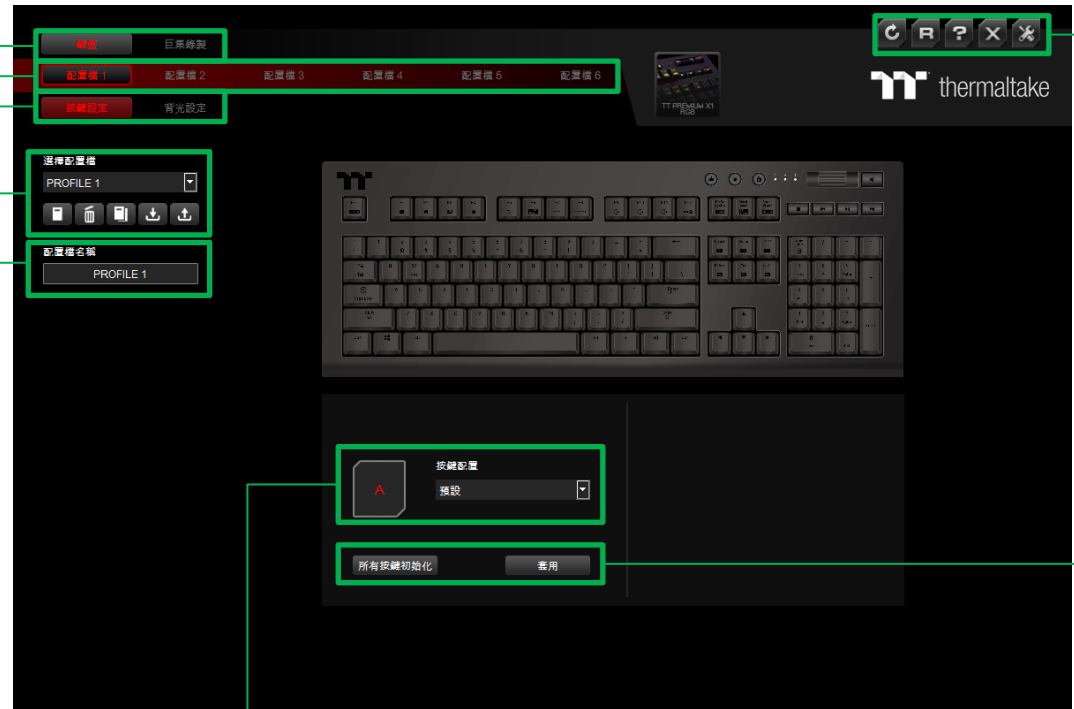 鍵盤 巨集錄製
配置檔 1 配置檔 2 配置檔 3 配置檔 4 配置檔 5 配置檔 6
按鍵設定 背光設定
R ? X
TT PREMIUM X1
RGB
thermaltake
選擇配置檔
PROFILE 1
配置檔名稱
PROFILE 1
按鍵配置
A
預設
所有按鍵初始化 套用